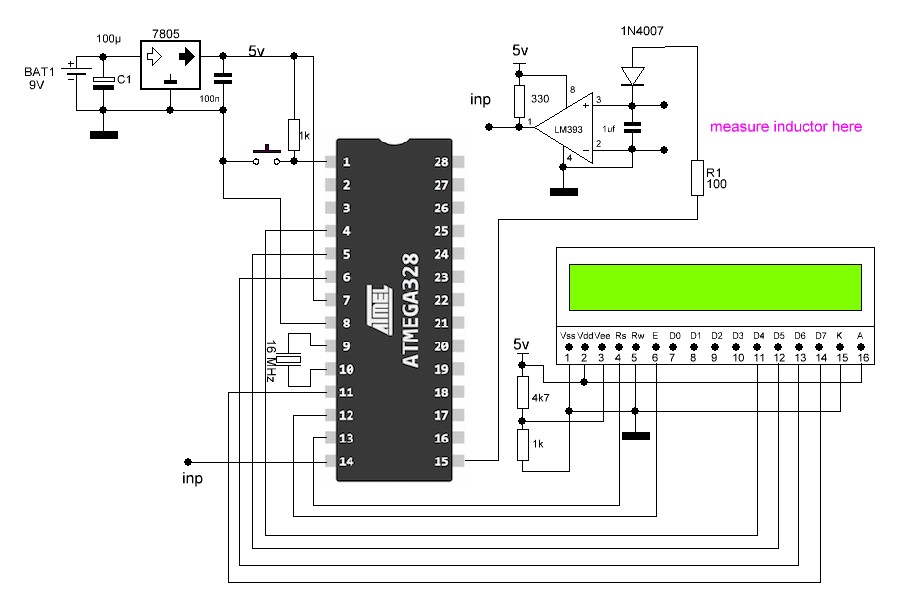 1N4007
100µ
7805
5v
5v
BAT1
9V
C1
100n
inp
330
8
3
1
LM393
1uf
2
4
measure inductor here
1k
R1
100
1 28
2 27
3 26
4 25
5 24
6 23
7 22
8 21
9 20
10 19
11 18
12 17
13 16
14 15
ATMEL
ATMEGA328
16 MHz
inp
5v
4k7
1k
Vss Vdd Vee Rs Rw E D0 D1 D2 D3 D4 D5 D6 D7 K A
1 2 3 4 5 6 7 8 9 10 11 12 13 14 15 16